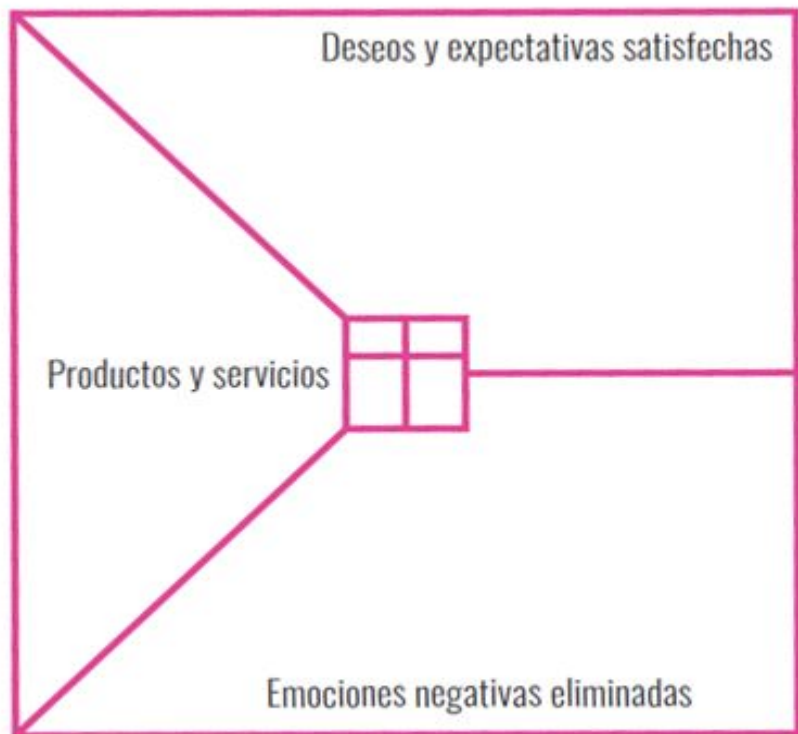 Deseos y expectativas satisfechas
Productos y servicios
Emociones negativas eliminadas